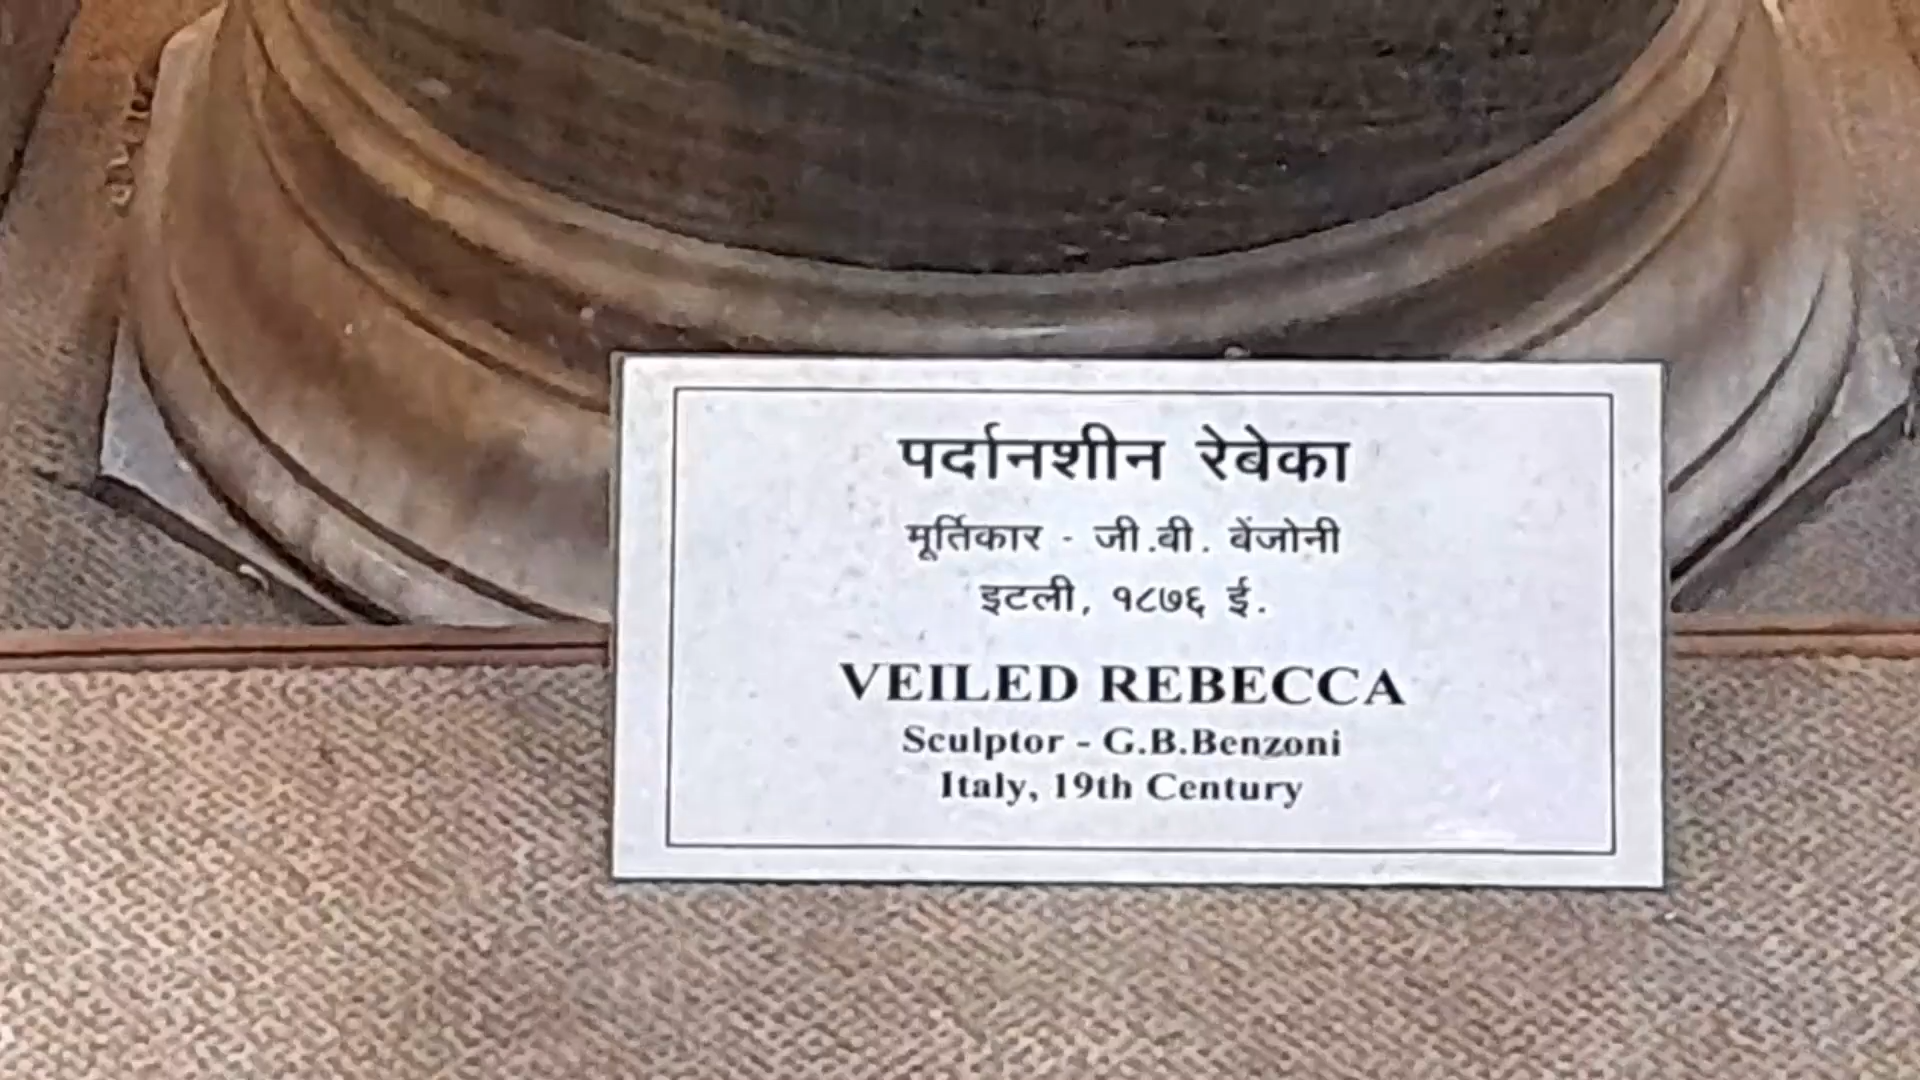 पर्दानशीन रेबेका
मूर्तिकार - जी.बी. बेंजोनी
इटली, १८७६ ई.
VEILED REBECCA
Sculptor - G.B.Benzoni
Italy, 19th Century